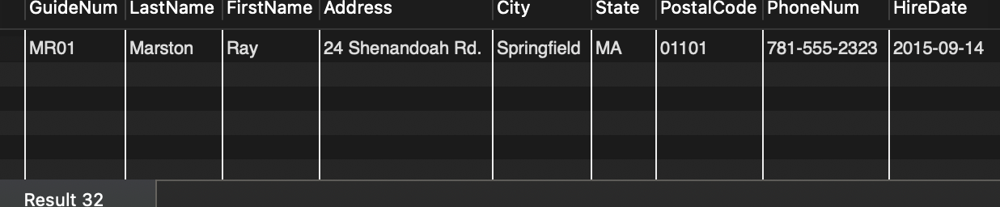 GuideNum LastName FirstName Address City State PostalCode PhoneNum HireDate
MR01 Marston Ray 24 Shenandoah Rd. Springfield MA 01101 781-555-2323 2015-09-14
Result 32